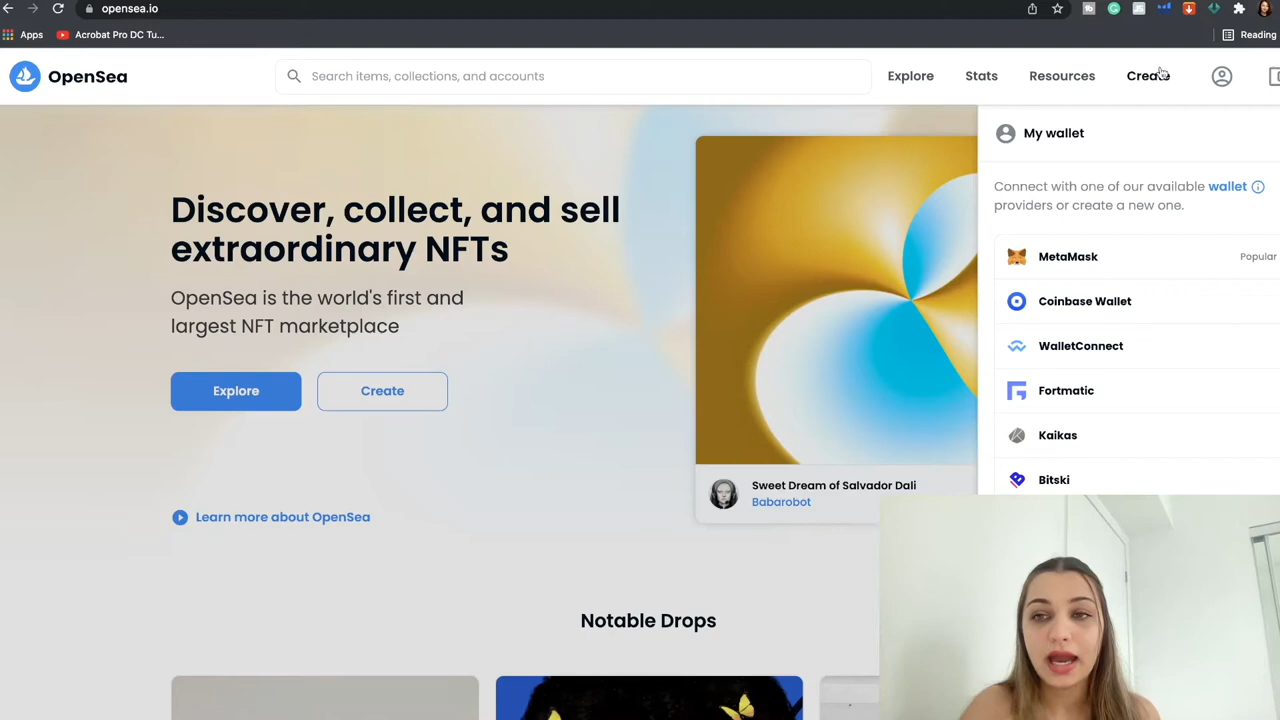 opensea.io
Apps
Acrobat Pro DC Tu...
Reading
OpenSea
Search items, collections, and accounts
Explore
Stats
Resources
Create
My wallet
Connect with one of our available wallet
providers or create a new one.
MetaMask
Popular
Coinbase Wallet
WalletConnect
Fortmatic
Kaikas
Bitski
Discover, collect, and sell
extraordinary NFTs
OpenSea is the world's first and
largest NFT marketplace
Explore
Create
Learn more about OpenSea
Sweet Dream of Salvador Dali
Babarobot
Notable Drops